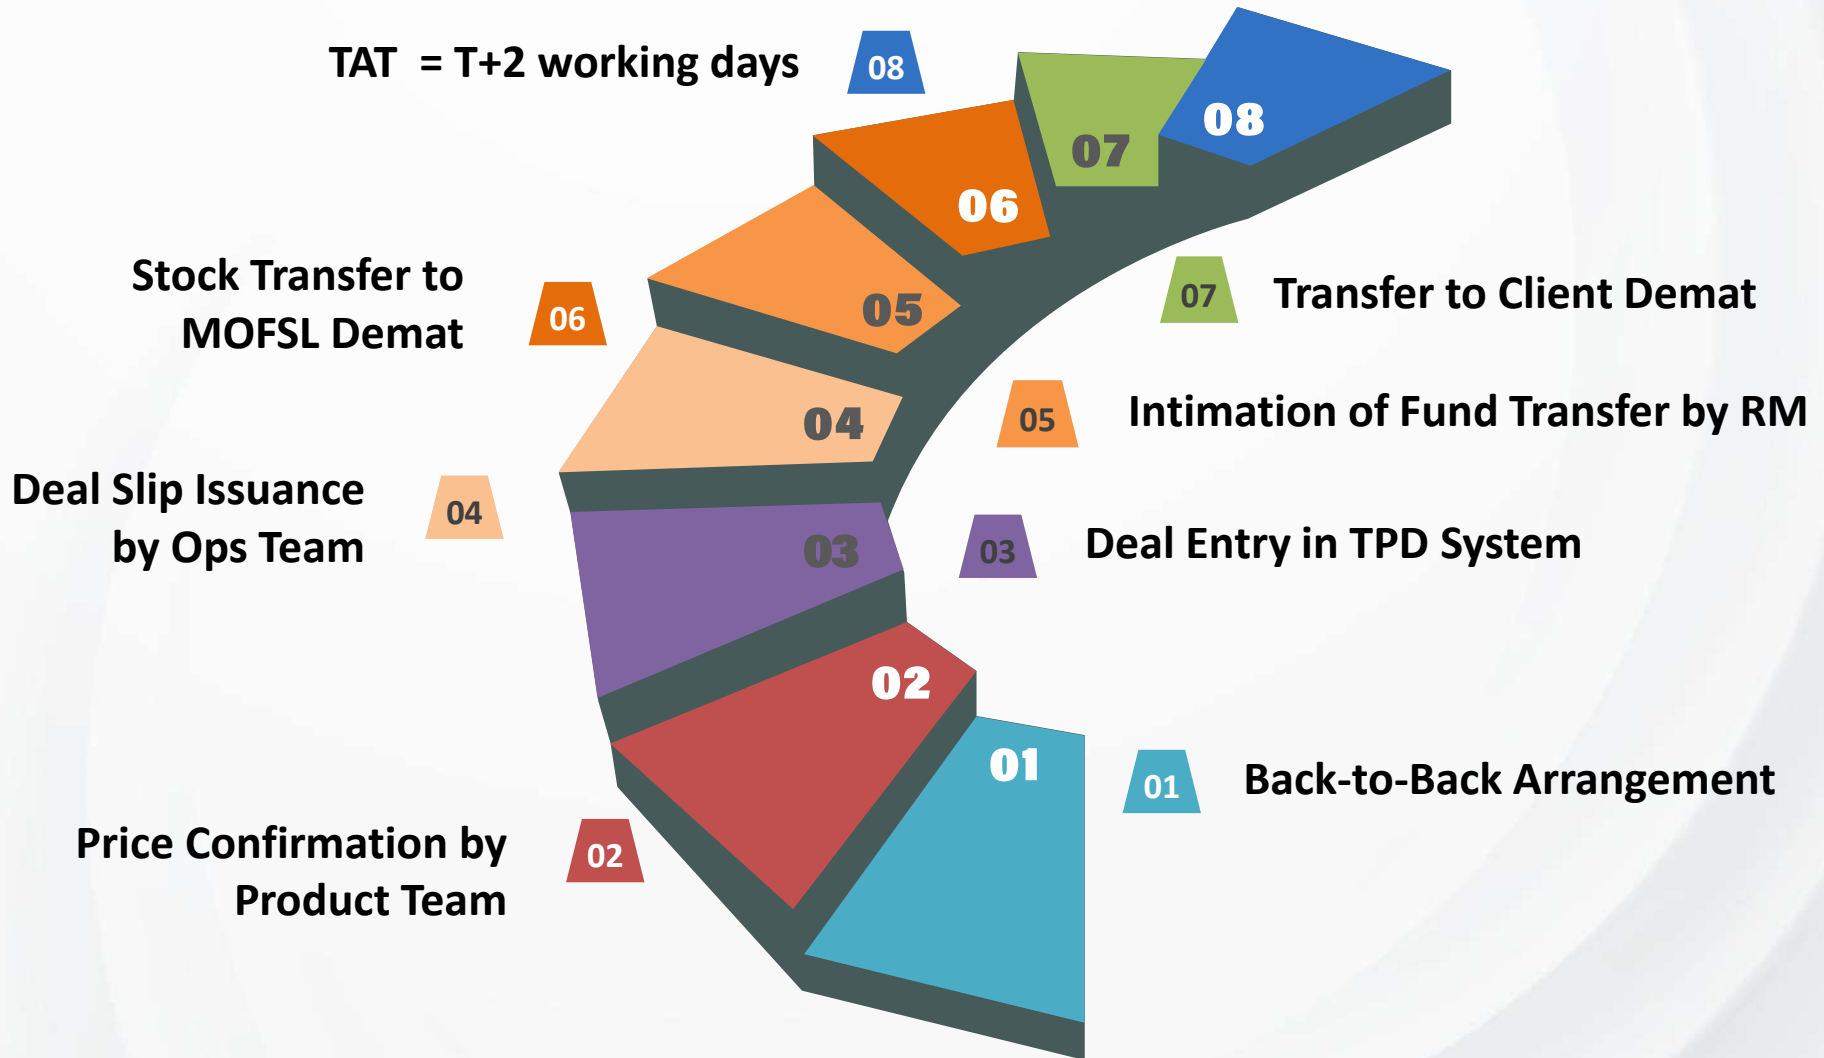 TAT = T+2 working days
08
08
07
06
Stock Transfer to
MOFSL Demat
06
07
Transfer to Client Demat
05
04
05
Intimation of Fund Transfer by RM
Deal Slip Issuance
by Ops Team
04
03
03
Deal Entry in TPD System
02
01
01
Back-to-Back Arrangement
Price Confirmation by
Product Team
02